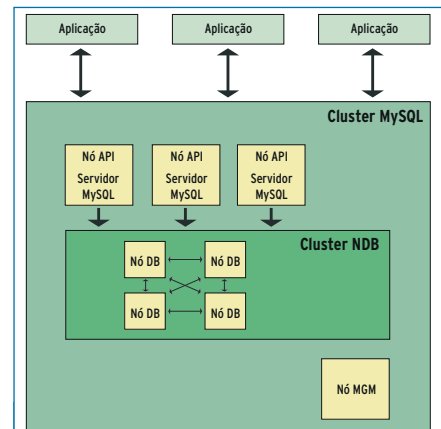 Aplicação
Aplicação
Aplicação
Cluster MySQL
Nó API
Servidor
MySQL
Nó API
Servidor
MySQL
Nó API
Servidor
MySQL
Cluster NDB
Nó DB
Nó DB
Nó DB
Nó DB
Nó MGM